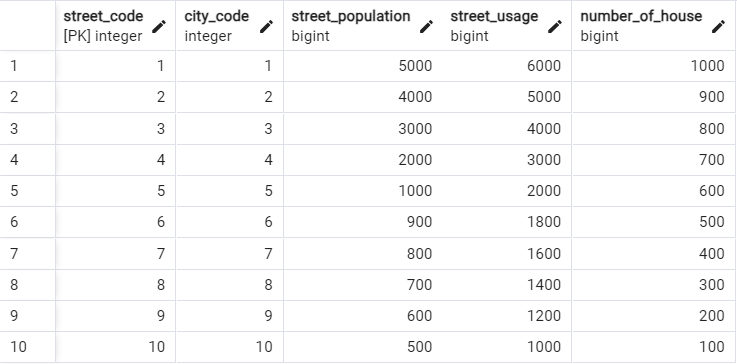 street_code city_code street_population street_usage number_of_house
[PK] integer integer bigint bigint bigint
1 1 1 5000 6000 1000
2 2 2 4000 5000 900
3 3 3 3000 4000 800
4 4 4 2000 3000 700
5 5 5 1000 2000 600
6 6 6 900 1800 500
7 7 7 800 1600 400
8 8 8 700 1400 300
9 9 9 600 1200 200
10 10 10 500 1000 100